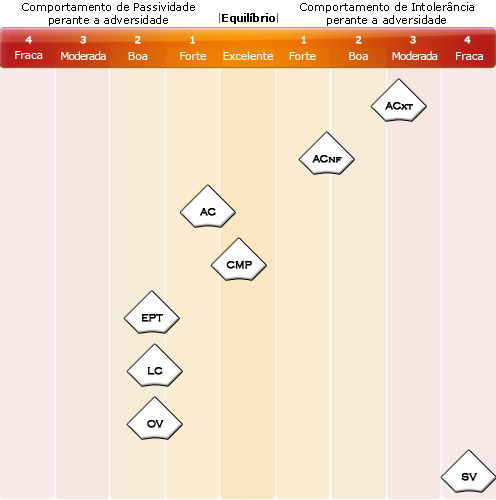 Comportamento de Passividade
perante a adversidade
|Equilíbrio|
Comportamento de Intolerância
perante a adversidade
4 3 2 1 1 2 3 4
Fraca Moderada Boa Forte Excelente Forte Boa Moderada Fraca
ACXT
ACNF
AC
CMP
EPT
LC
OV
SV